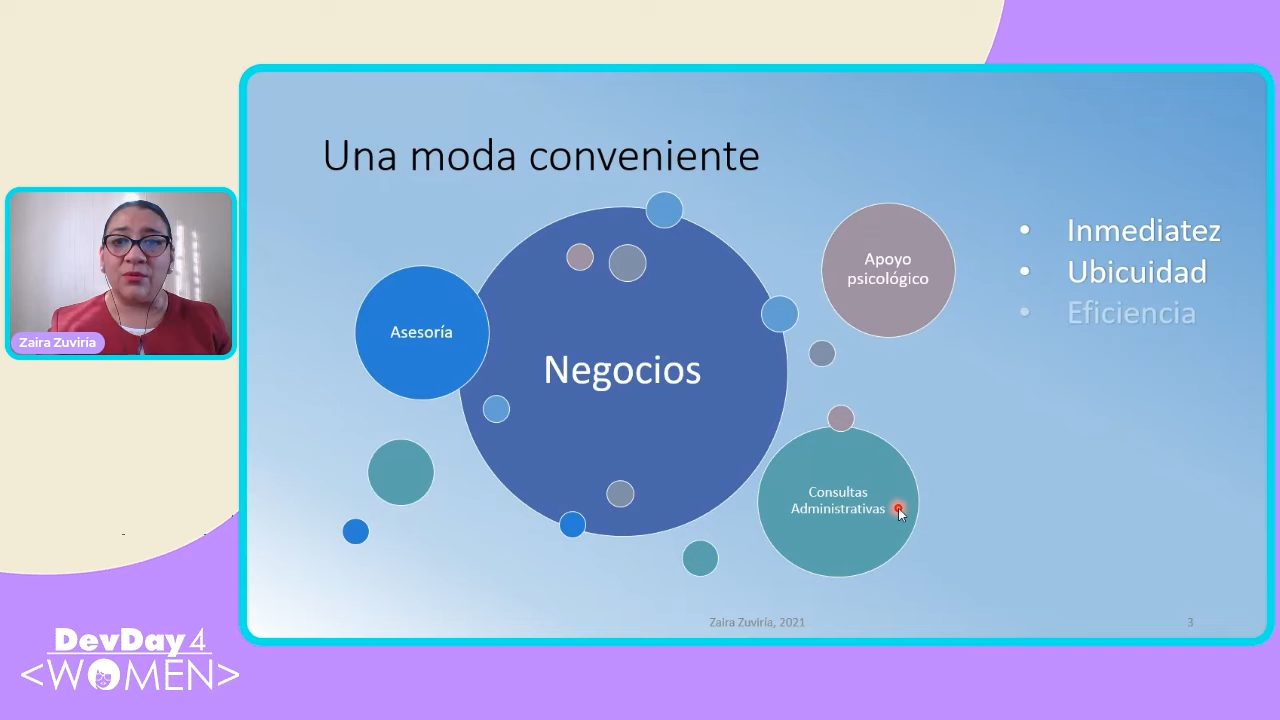 Una moda conveniente
Asesoría
Negocios
Apoyo
psicológico
Consultas
Administrativas
• Inmediatez
• Ubicuidad
• Eficiencia
Zaira Zuviría, 2021
3
Zaira Zuviria
DevDay4
<WOMEN>